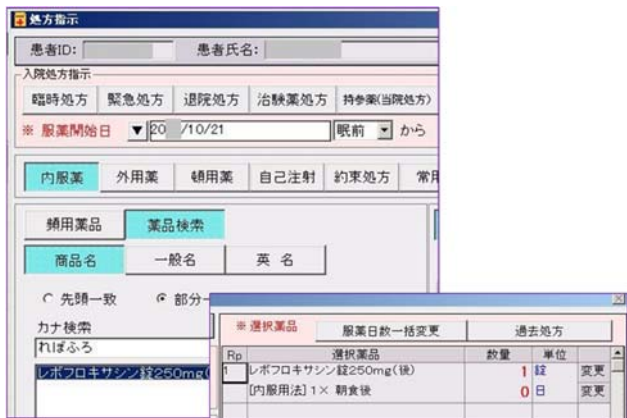 処方指示
患者ID:
患者氏名:
入院処方指示
臨時処方 緊急処方 退院処方 治験薬処方 持参薬(当院処方)
※ 服薬開始日 ▼ 20 /10/21 眠前 から
内服薬 外用薬 頓用薬 自己注射 約束処方 常用
頻用薬品 薬品検索
商品名 一般名 英 名
先頭一致 部分一
カナ検索
れぼふろ
レボフロキサシン錠250mg(
※ 選択薬品 服薬日数一括変更 過去処方
Rp 選択薬品 数量 単位
1 レボフロキサシン錠250mg(後) 1 錠 変更
[内服用法] 1× 朝食後 0 日 変更